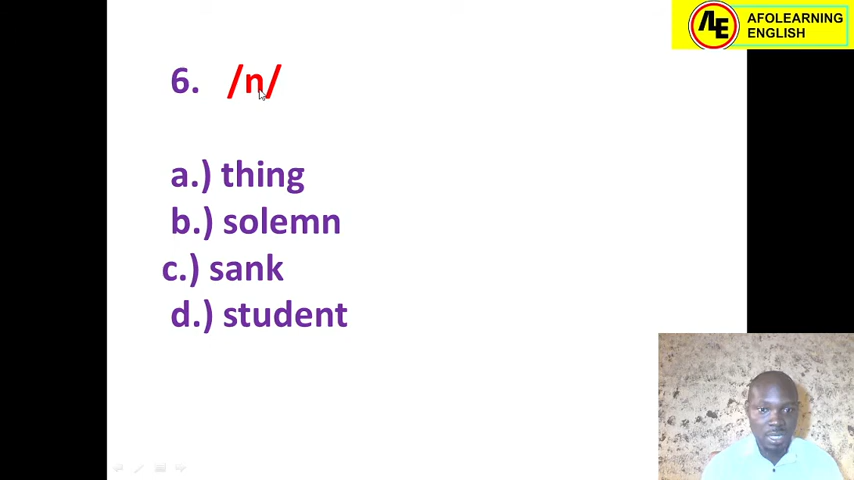 AFOLEARNING
ENGLISH
6. /n/
a.) thing
b.) solemn
c.) sank
d.) student